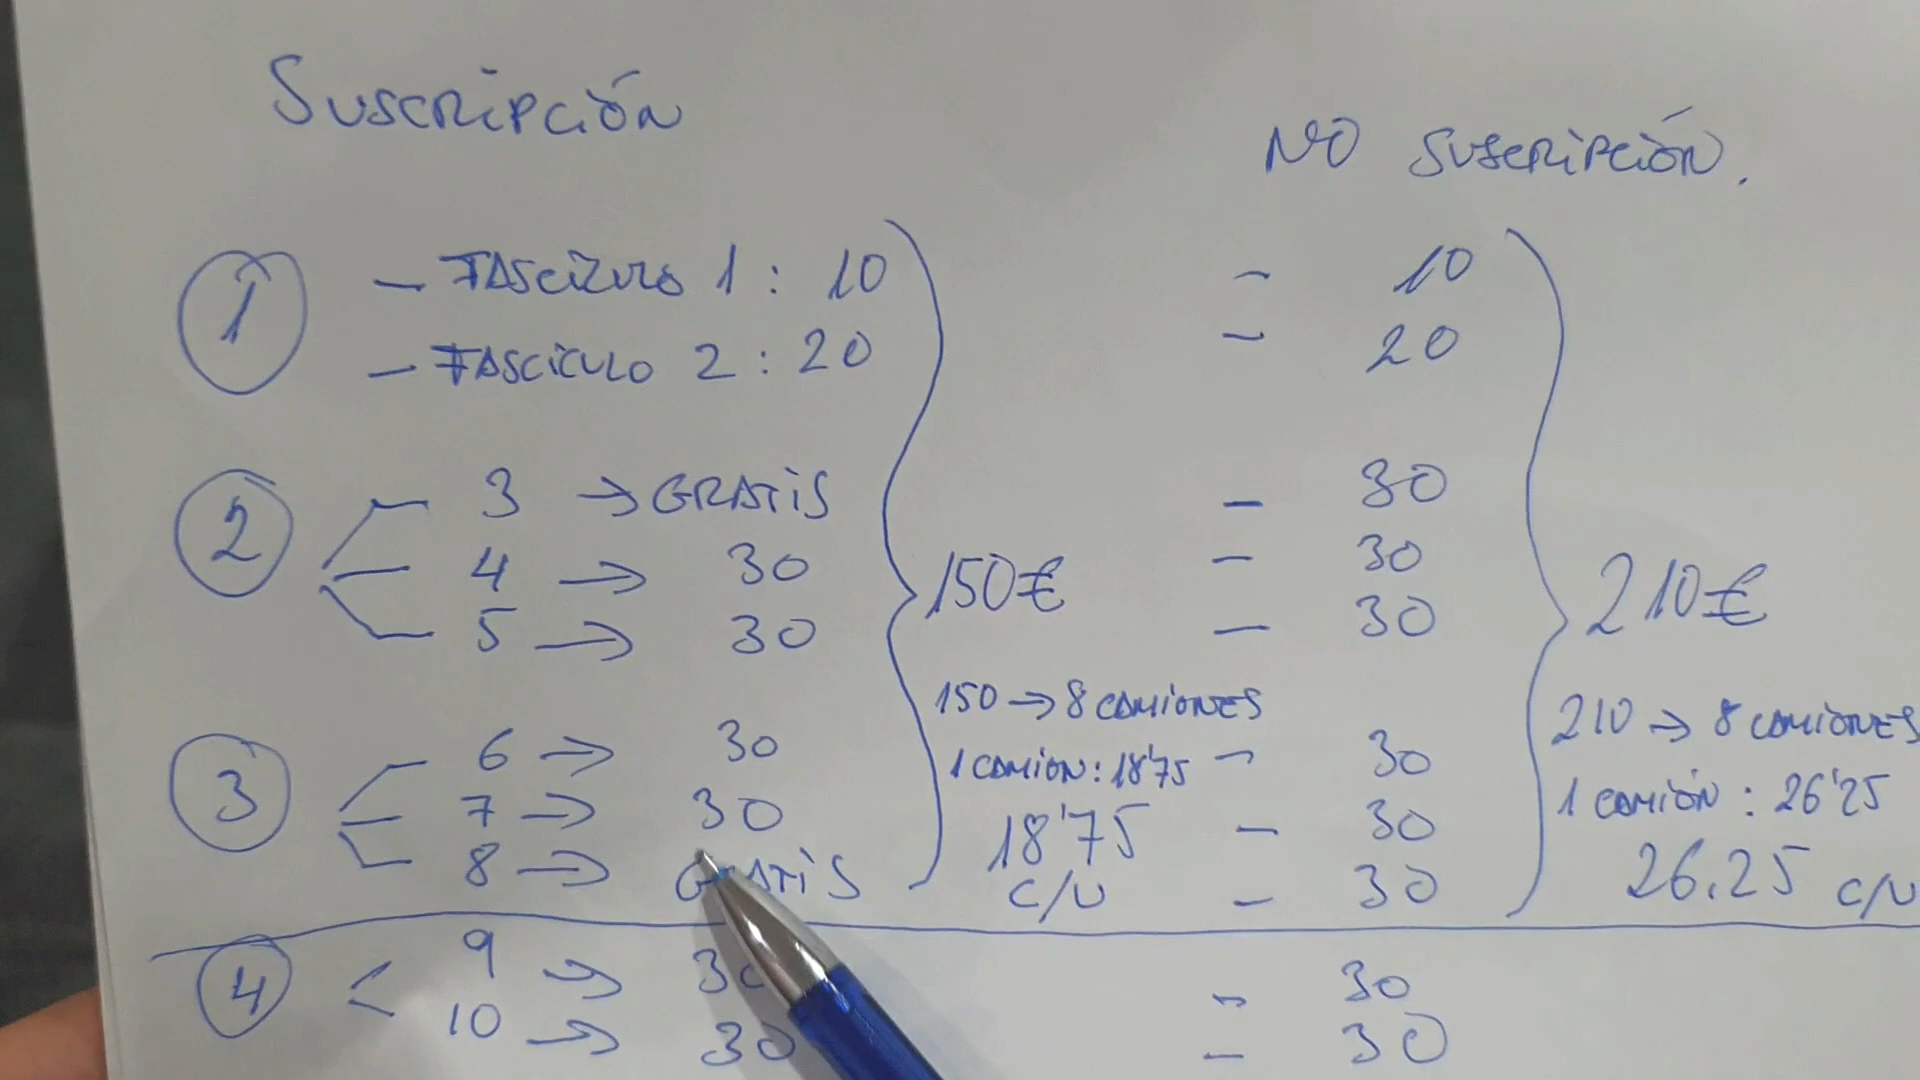 Suscripción
NO suscripción.
1 - Fascículo 1 : 10 - 10
- Fascículo 2 : 20 - 20
2 - 3 → GRATIS - 30
- 4 → 30 150€ - 30 210€
- 5 → 30 - 30
150 → 8 camiones 210 → 8 camiones
3 - 6 → 30 1 camión : 18'75 - 30 1 camión : 26'25
- 7 → 30 18'75 - 30 26.25 c/u
- 8 → GRATIS c/u - 30
4 < 9 → 30 - 30
10 → 30 - 30